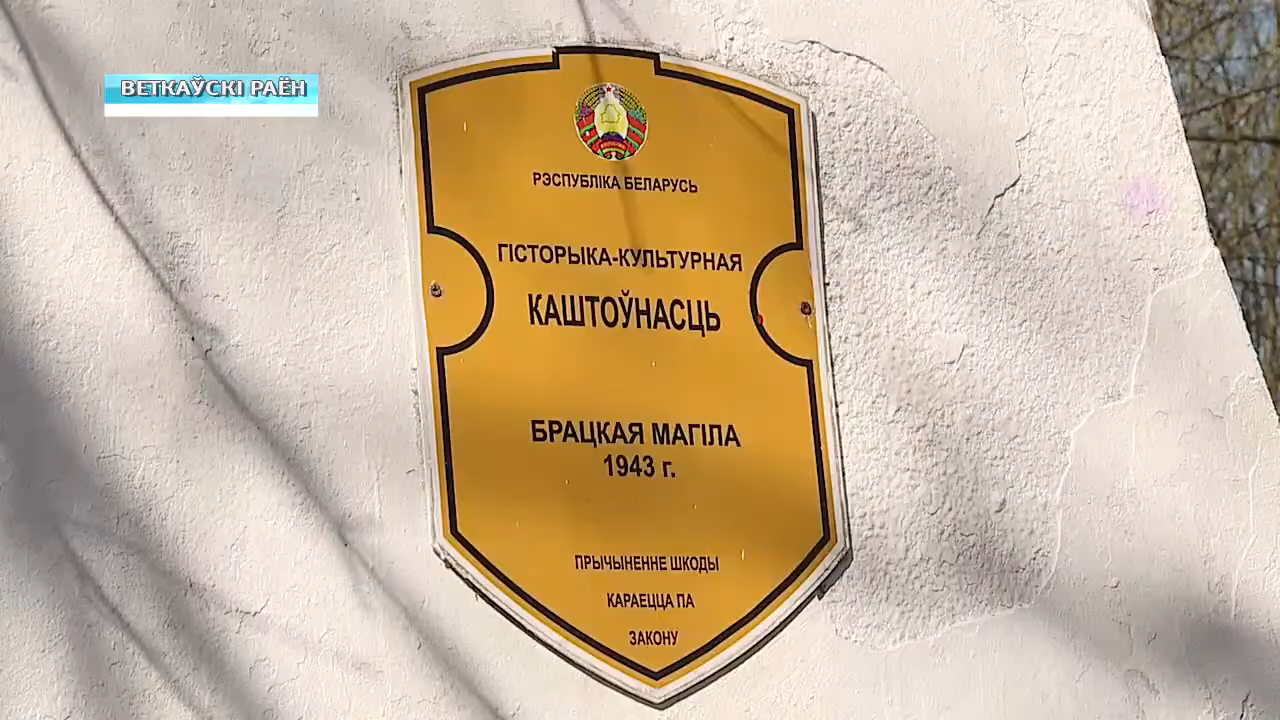 ВЕТКАЎСКІ РАЁН
РЭСПУБЛІКА БЕЛАРУСЬ
ГІСТОРЫКА-КУЛЬТУРНАЯ
КАШТОЎНАСЦЬ
БРАЦКАЯ МАГІЛА
1943 г.
ПРЫЧЫНЕННЕ ШКОДЫ
КАРАЕЦЦА ПА
ЗАКОНУ